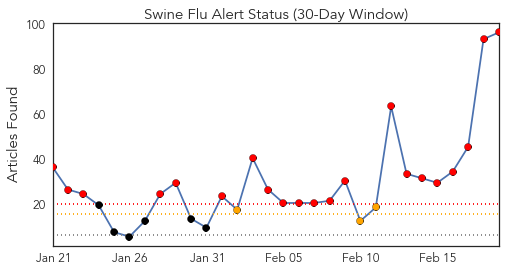 Swine Flu Alert Status (30-Day Window)
Articles Found
100
80
60
40
20
Jan 21 Jan 26 Jan 31 Feb 05 Feb 10 Feb 15